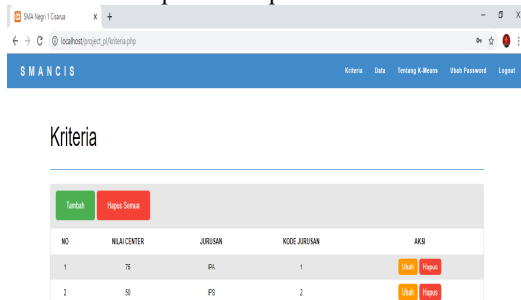 SMA Negri 1 Cisarua
localhost/project_pl/kriteria.php
SMANCIS Kriteria Data Tentang K-Means Ubah Password Logout
Kriteria
Tambah Hapus Semua
NO NILAI CENTER JURUSAN KODE JURUSAN AKSI
1 75 IPA 1 Ubah Hapus
2 50 IPS 2 Ubah Hapus